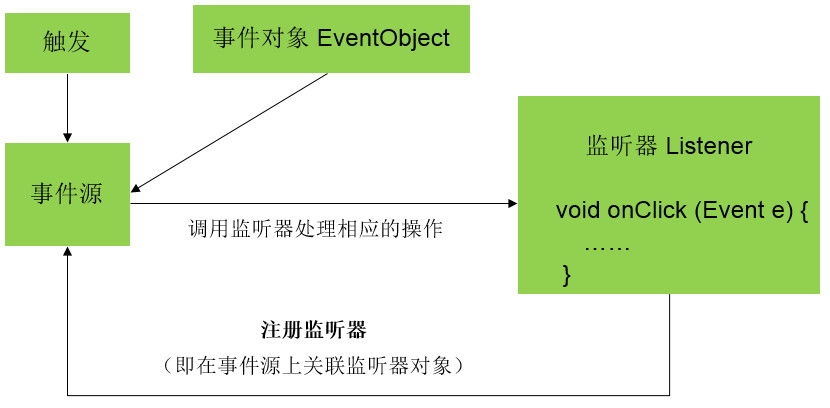 触发
事件对象 EventObject
监听器 Listener
事件源
void onClick (Event e) {
调用监听器处理相应的操作
……
}
注册监听器
（即在事件源上关联监听器对象）